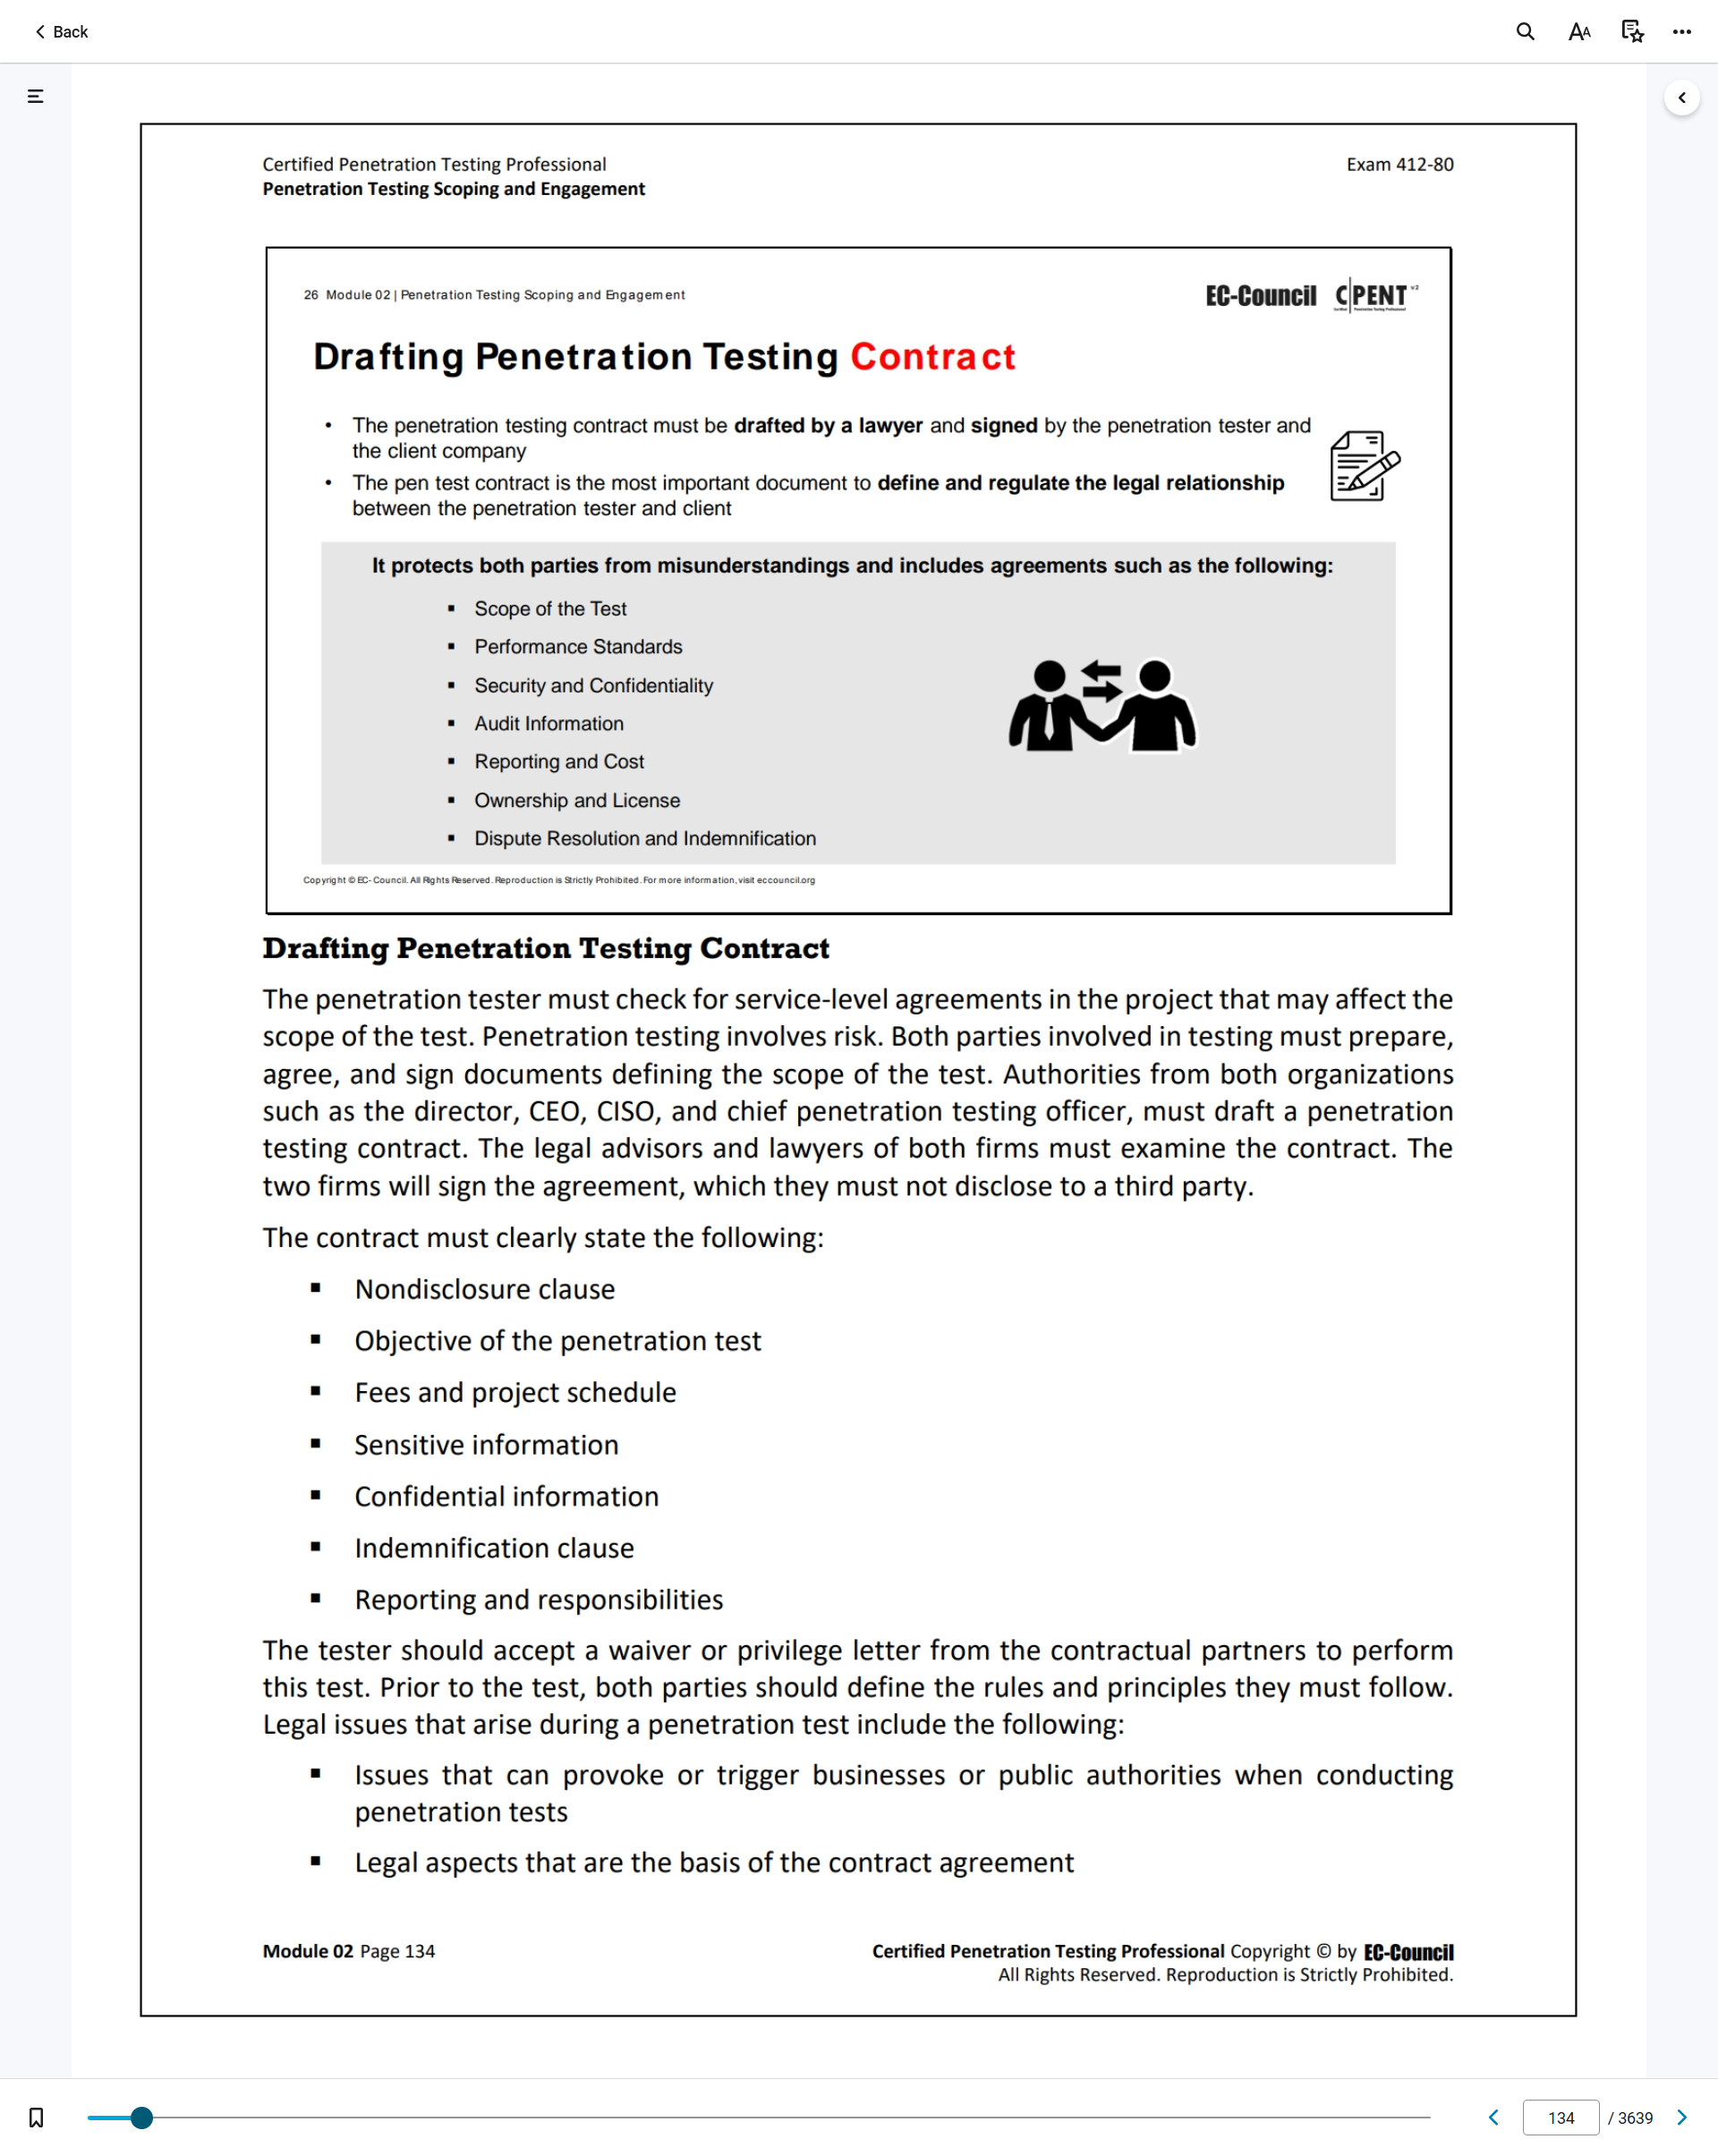 Back
Certified Penetration Testing Professional
Exam 412-80
Penetration Testing Scoping and Engagement
26 Module 02 | Penetration Testing Scoping and Engagement
EC-Council CPENT v2
Drafting Penetration Testing Contract
• The penetration testing contract must be drafted by a lawyer and signed by the penetration tester and
the client company
• The pen test contract is the most important document to define and regulate the legal relationship
between the penetration tester and client
It protects both parties from misunderstandings and includes agreements such as the following:
▪ Scope of the Test
▪ Performance Standards
▪ Security and Confidentiality
▪ Audit Information
▪ Reporting and Cost
▪ Ownership and License
▪ Dispute Resolution and Indemnification
Copyright © EC-Council. All Rights Reserved. Reproduction is Strictly Prohibited. For more information, visit eccouncil.org
Drafting Penetration Testing Contract
The penetration tester must check for service-level agreements in the project that may affect the
scope of the test. Penetration testing involves risk. Both parties involved in testing must prepare,
agree, and sign documents defining the scope of the test. Authorities from both organizations
such as the director, CEO, CISO, and chief penetration testing officer, must draft a penetration
testing contract. The legal advisors and lawyers of both firms must examine the contract. The
two firms will sign the agreement, which they must not disclose to a third party.
The contract must clearly state the following:
▪ Nondisclosure clause
▪ Objective of the penetration test
▪ Fees and project schedule
▪ Sensitive information
▪ Confidential information
▪ Indemnification clause
▪ Reporting and responsibilities
The tester should accept a waiver or privilege letter from the contractual partners to perform
this test. Prior to the test, both parties should define the rules and principles they must follow.
Legal issues that arise during a penetration test include the following:
▪ Issues that can provoke or trigger businesses or public authorities when conducting
penetration tests
▪ Legal aspects that are the basis of the contract agreement
Module 02 Page 134
Certified Penetration Testing Professional Copyright © by EC-Council
All Rights Reserved. Reproduction is Strictly Prohibited.
134 / 3639